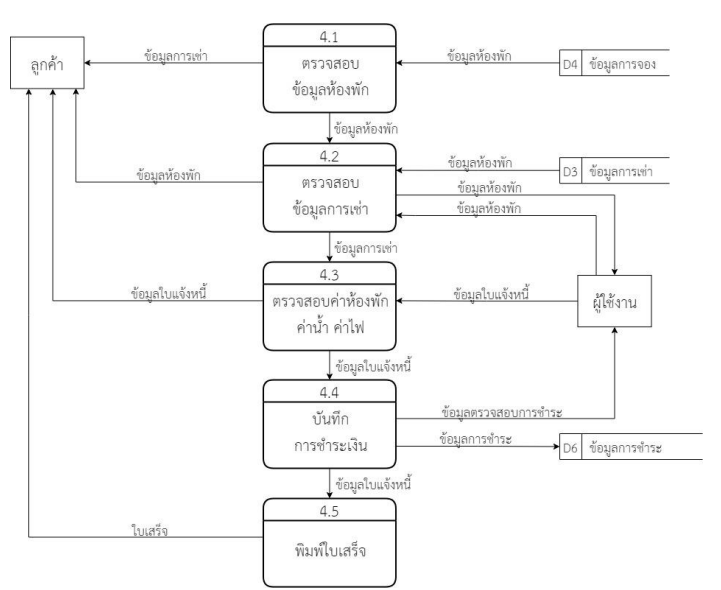 4.1
ลูกค้า
ข้อมูลการเช่า
ตรวจสอบ
ข้อมูลห้องพัก
ข้อมูลห้องพัก
D4 ข้อมูลการจอง
ข้อมูลห้องพัก
4.2
ข้อมูลห้องพัก
ตรวจสอบ
ข้อมูลการเช่า
ข้อมูลห้องพัก
D3 ข้อมูลการเช่า
ข้อมูลห้องพัก
ข้อมูลห้องพัก
ข้อมูลการเช่า
4.3
ข้อมูลใบแจ้งหนี้
ตรวจสอบค่าห้องพัก
ค่าน้ำ ค่าไฟ
ข้อมูลใบแจ้งหนี้
ผู้ใช้งาน
ข้อมูลใบแจ้งหนี้
4.4
บันทึก
การชำระเงิน
ข้อมูลตรวจสอบการชำระ
ข้อมูลการชำระ
D6 ข้อมูลการชำระ
ข้อมูลใบแจ้งหนี้
4.5
ใบเสร็จ
พิมพ์ใบเสร็จ